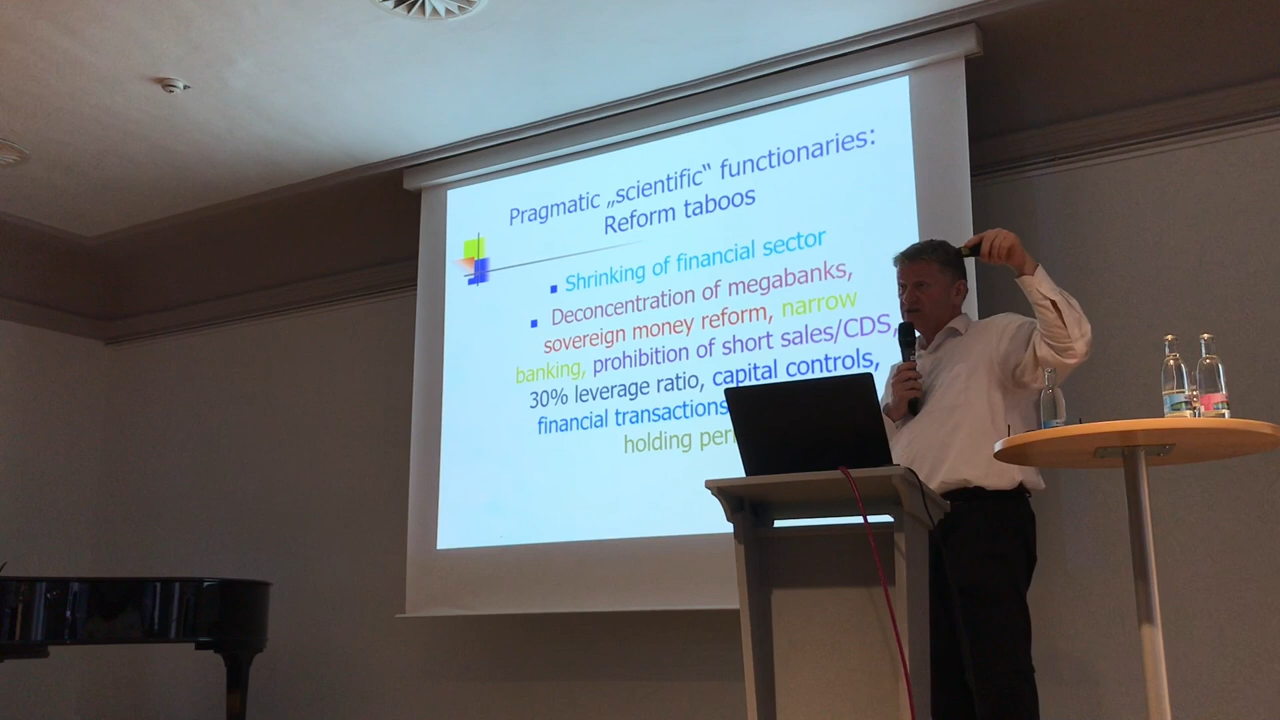 Pragmatic „scientific“ functionaries:
Reform taboos
Shrinking of financial sector
Deconcentration of megabanks,
sovereign money reform, narrow
banking, prohibition of short sales/CDS,
30% leverage ratio, capital controls,
financial transactions
holding